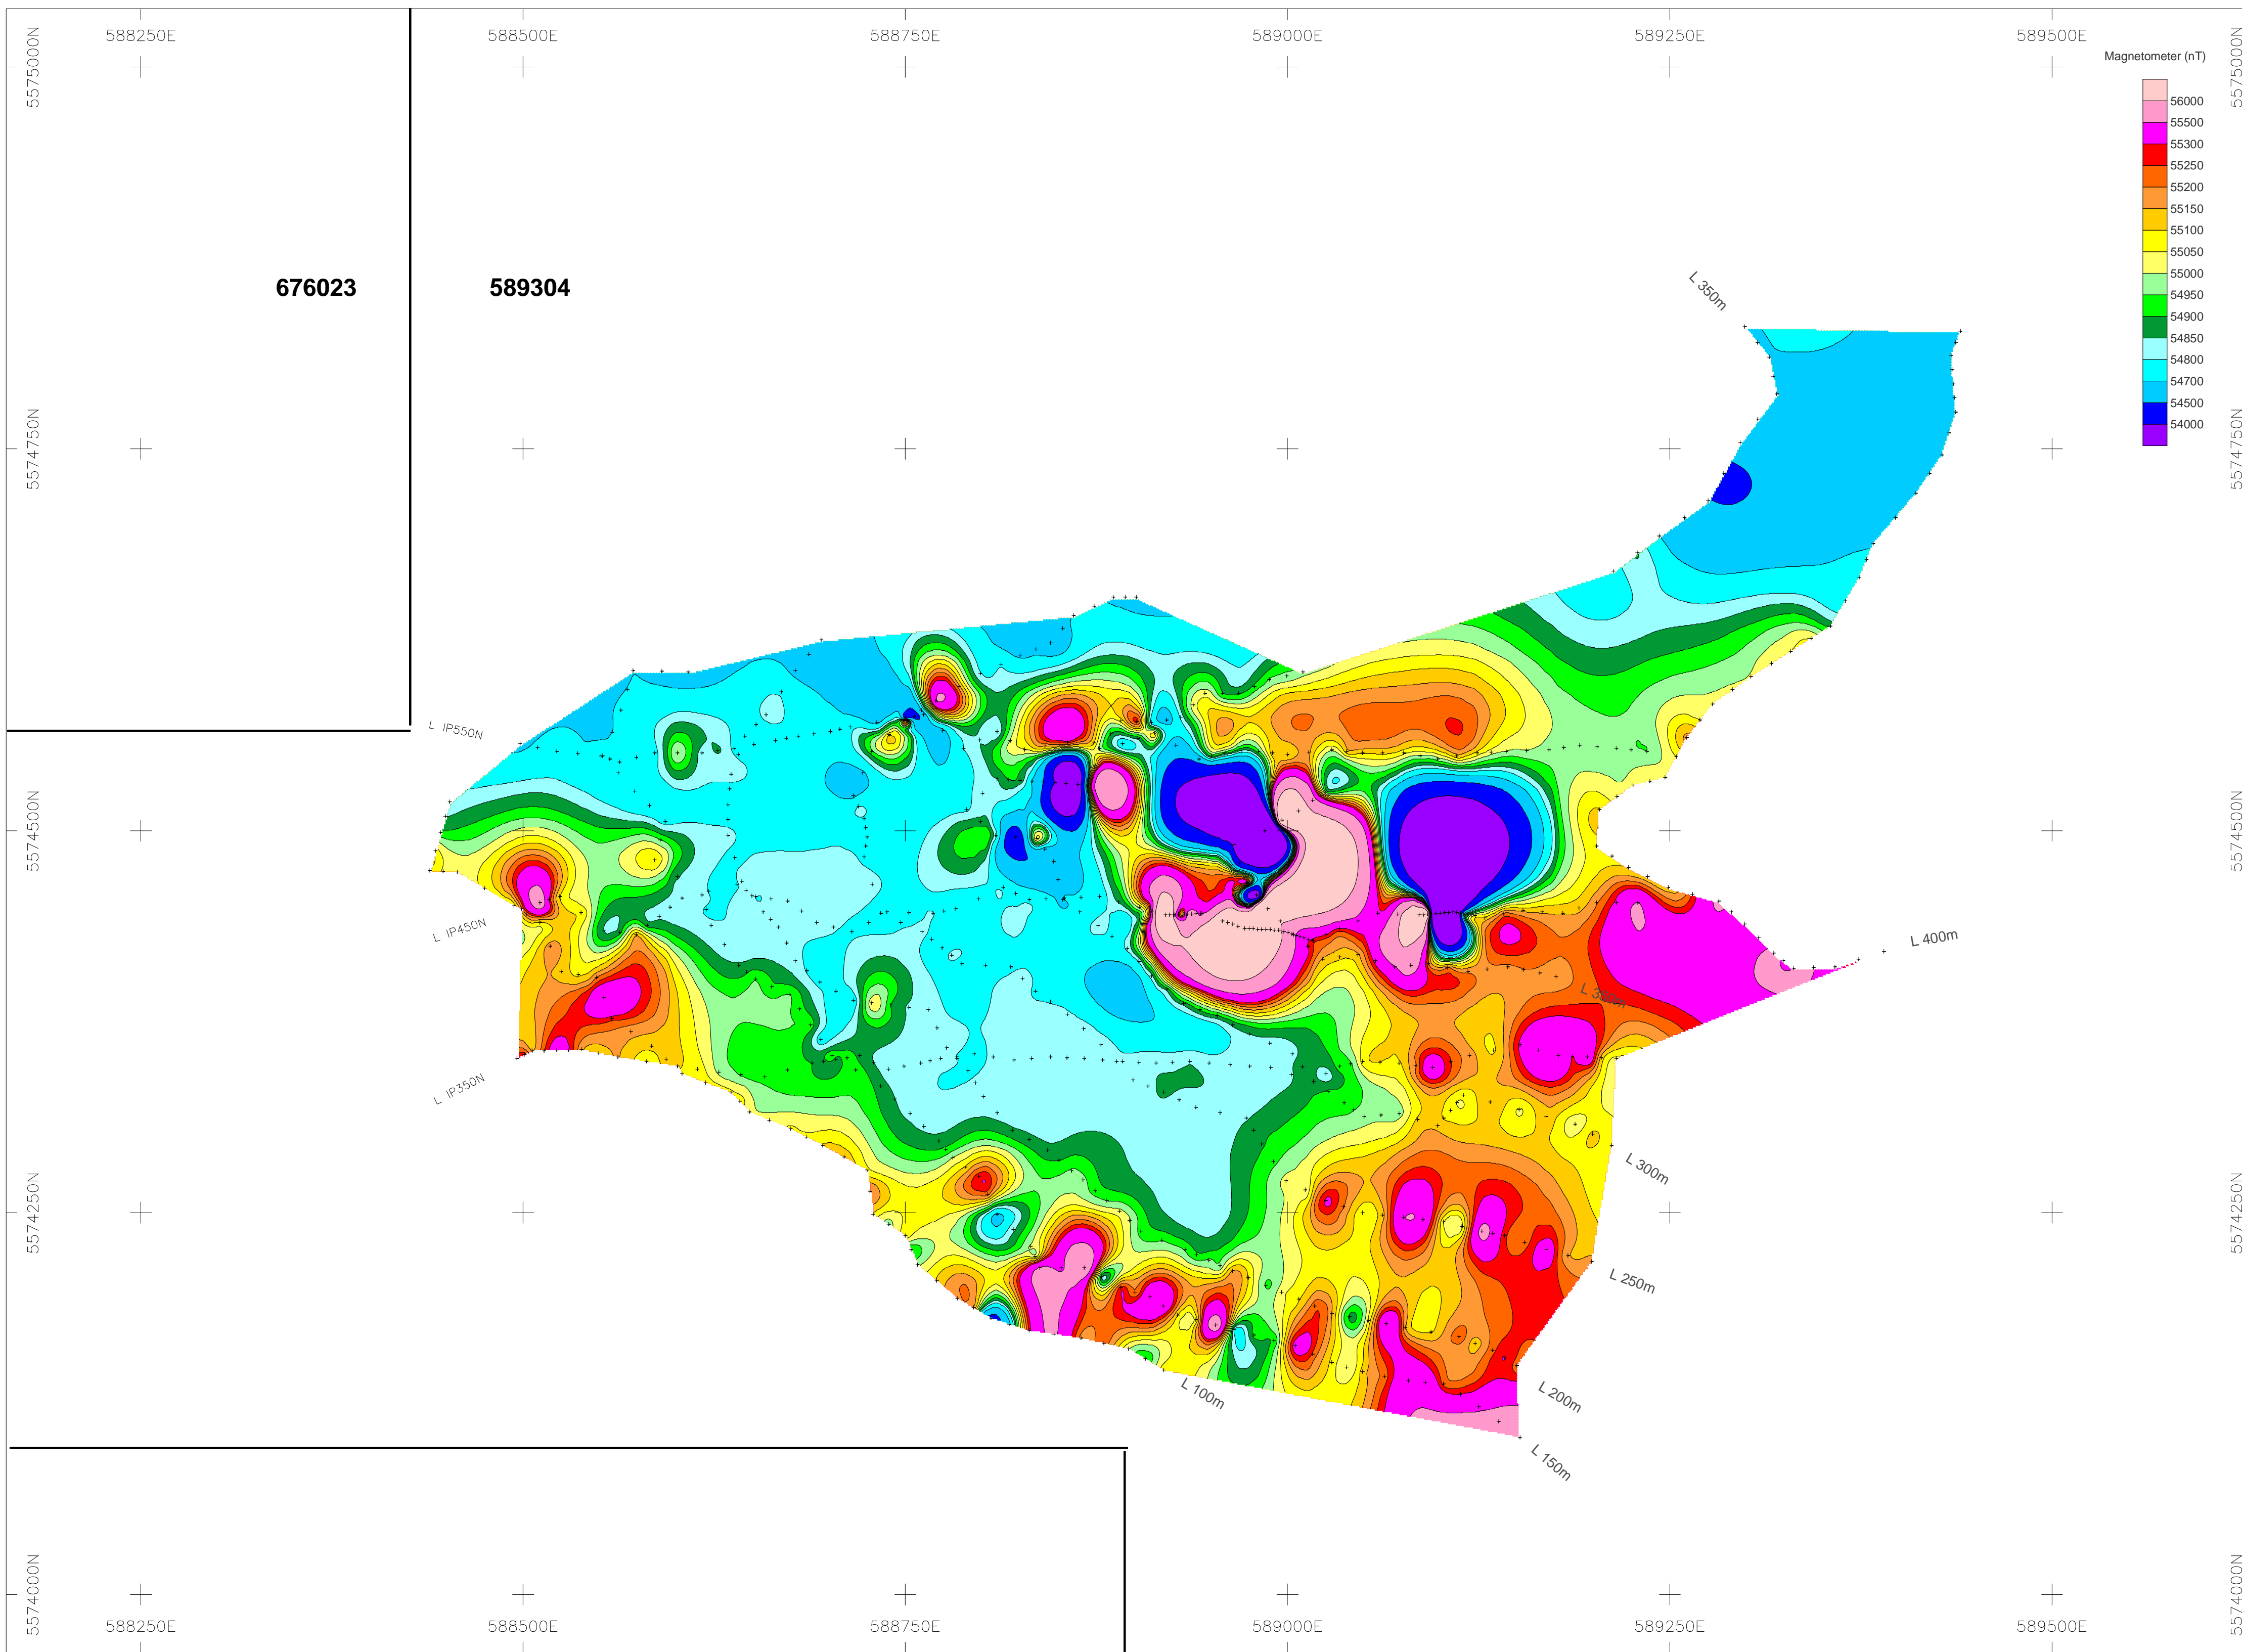 588250E 588500E 588750E 589000E 589250E 589500E
5575000N
5575000N
Magnetometer (nT)
56000
55500
55300
55250
55200
55150
55100
55050
55000
54950
54900
54850
54800
54700
54500
54000
676023
589304
L 350m
5574750N
5574750N
L IP550N
5574500N
5574500N
L IP450N
L 400m
L 350m
L IP350N
L 300m
5574250N
5574250N
L 250m
L 100m
L 200m
L 150m
5574000N
5574000N
588250E 588500E 588750E 589000E 589250E 589500E